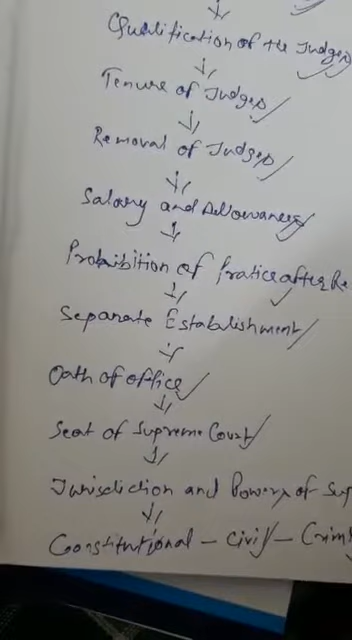 Qualification of the Judges
Tenure of Judges
Removal of Judges
Salary and Allowances
Prohibition of Pratice after Re
Separate Establishment
Oath of office
Seat of Supreme Court
Jurisdiction and Powers of Sup
Constitutional - Civil - Crim